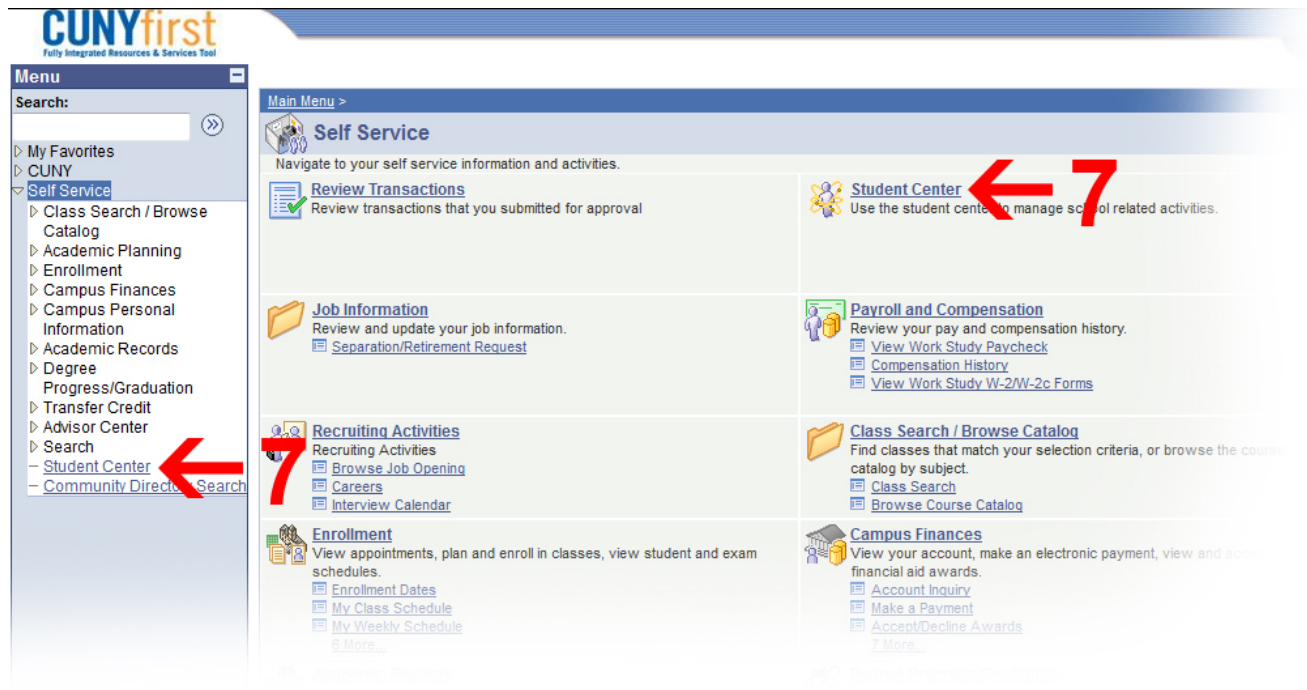 CUNYfirst
Fully Integrated Resources & Services Tool
Menu
Search:
My Favorites
CUNY
Self Service
Class Search / Browse
Catalog
Academic Planning
Enrollment
Campus Finances
Campus Personal
Information
Academic Records
Degree
Progress/Graduation
Transfer Credit
Advisor Center
Search
Student Center
7
Community Directory Search
Main Menu >
Self Service
Navigate to your self service information and activities.
Review Transactions
Review transactions that you submitted for approval
Student Center
7
Use the student center to manage school related activities.
Job Information
Review and update your job information.
Separation/Retirement Request
Payroll and Compensation
Review your pay and compensation history.
View Work Study Paycheck
Compensation History
View Work Study W-2/W-2c Forms
Recruiting Activities
Recruiting Activities
Browse Job Opening
Careers
Interview Calendar
Class Search / Browse Catalog
Find classes that match your selection criteria, or browse the course
catalog by subject.
Class Search
Browse Course Catalog
Enrollment
View appointments, plan and enroll in classes, view student and exam
schedules.
Enrollment Dates
My Class Schedule
My Weekly Schedule
6 More...
Campus Finances
View your account, make an electronic payment, view and
financial aid awards.
Account Inquiry
Make a Payment
Accept/Decline Awards
7 More...